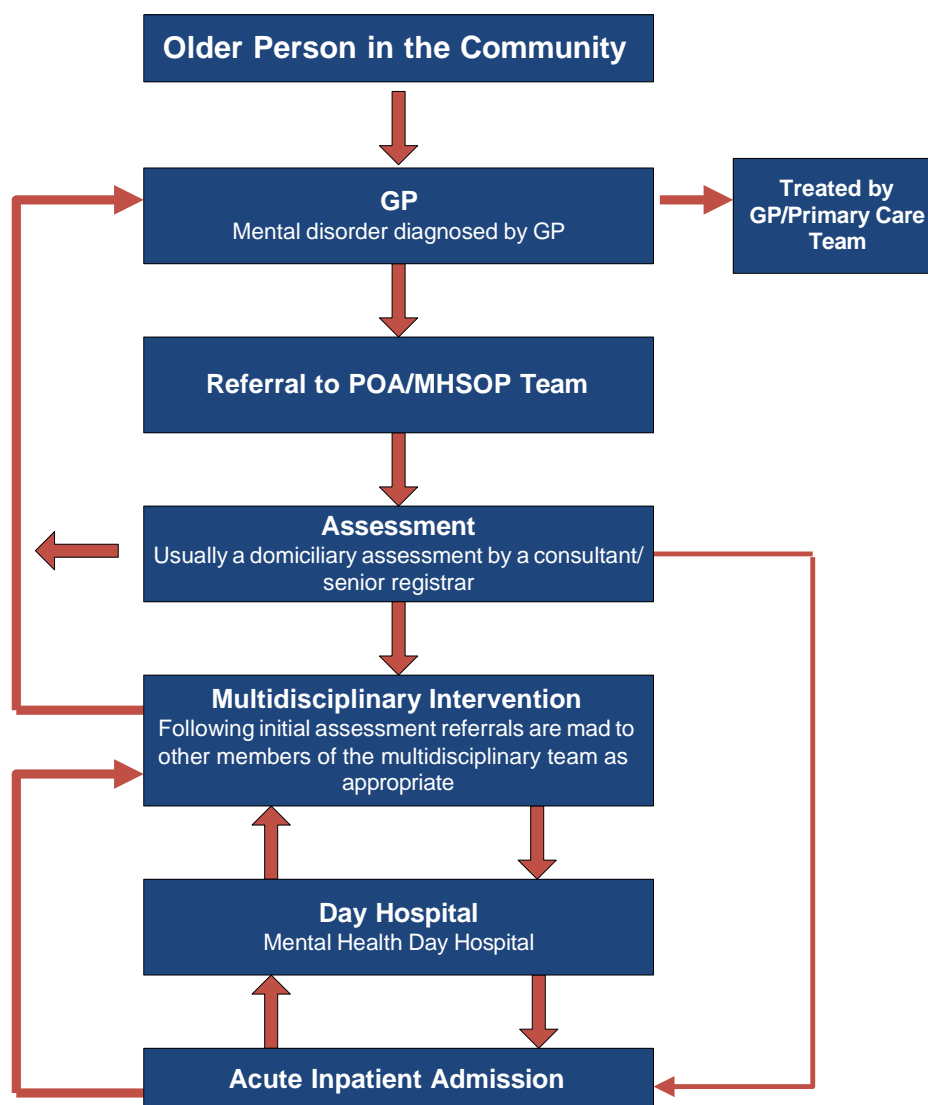 Older Person in the Community
GP
Mental disorder diagnosed by GP
Treated by
GP/Primary Care
Team
Referral to POA/MHSOP Team
Assessment
Usually a domiciliary assessment by a consultant/
senior registrar
Multidisciplinary Intervention
Following initial assessment referrals are mad to
other members of the multidisciplinary team as
appropriate
Day Hospital
Mental Health Day Hospital
Acute Inpatient Admission